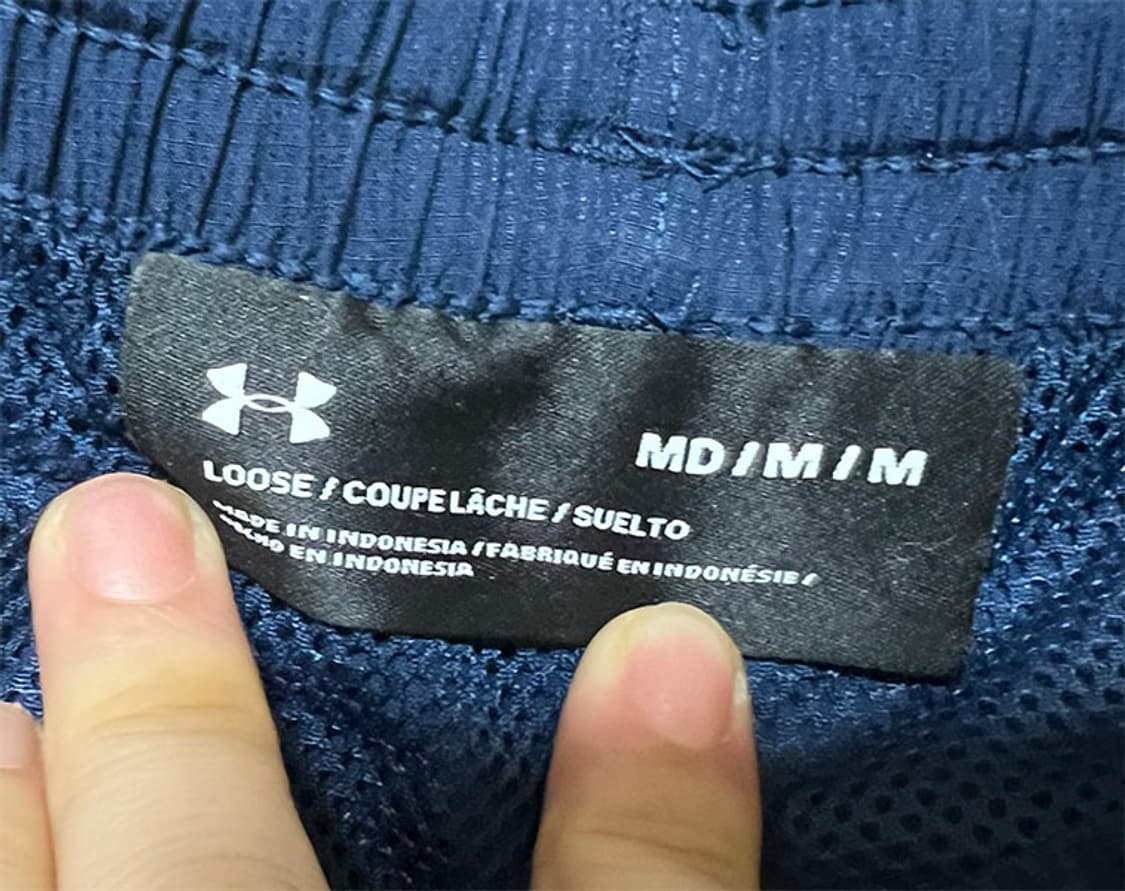 MD / M / M
LOOSE / COUPE LÂCHE / SUELTO
MADE IN INDONESIA / FABRIQUÉ EN INDONÉSIE /
HECHO EN INDONESIA